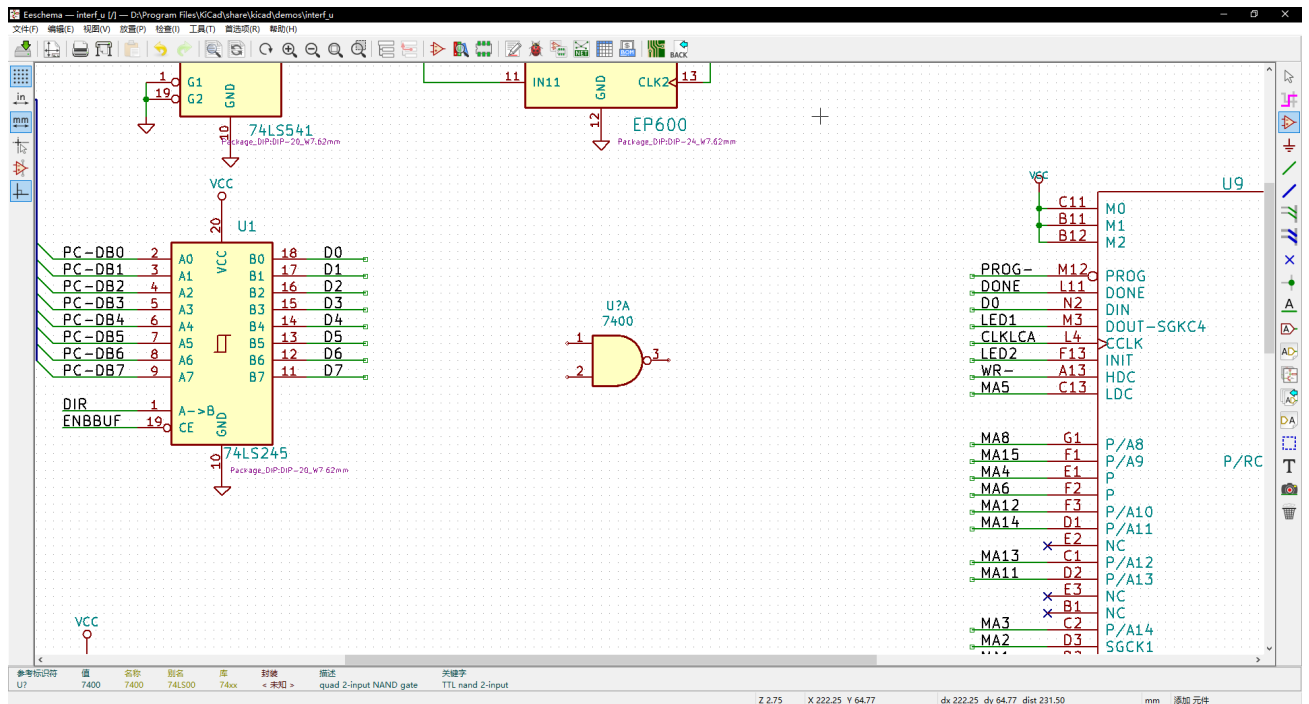 Eeschema — interf_u [/] — D:\Program Files\KiCad\share\kicad\demos\interf_u
文件(F) 编辑(E) 视图(V) 放置(P) 检查(I) 工具(T) 首选项(R) 帮助(H)
NET
BOM
BACK
in
mm
1 G1
19 G2
GND
10
74LS541
Package_DIP:DIP-20_W7.62mm
11 IN11
GND
CLK2 13
12
EP600
Package_DIP:DIP-24_W7.62mm
VCC
20
U1
VCC
PC-DB0 2 A0 B0 18 D0
PC-DB1 3 A1 B1 17 D1
PC-DB2 4 A2 B2 16 D2
PC-DB3 5 A3 B3 15 D3
PC-DB4 6 A4 B4 14 D4
PC-DB5 7 A5 B5 13 D5
PC-DB6 8 A6 B6 12 D6
PC-DB7 9 A7 B7 11 D7
DIR 1 A->B
ENBBUF 19 CE
GND
10
74LS245
Package_DIP:DIP-20_W7.62mm
VCC
U?A
7400
1
2
3
VCC
U9
C11 M0
B11 M1
B12 M2
PROG- M12 PROG
DONE L11 DONE
D0 N2 DIN
LED1 M3 DOUT-SGKC4
CLKLCA L4 CCLK
LED2 F13 INIT
WR- A13 HDC
MA5 C13 LDC
MA8 G1 P/A8
MA15 F1 P/A9
P/RC
MA4 E1 P
MA6 F2 P
MA12 F3 P/A10
MA14 D1 P/A11
E2 NC
MA13 C1 P/A12
MA11 D2 P/A13
E3 NC
B1 NC
MA3 C2 P/A14
MA2 D3 SGCK1
A
A
AD
AD
DA
T
参考标识符 值 名称 别名 库 封装 描述 关键字
U? 7400 7400 74LS00 74xx < 未知 > quad 2-input NAND gate TTL nand 2-input
Z 2.75 X 222.25 Y 64.77 dx 222.25 dy 64.77 dist 231.50 mm 添加 元件